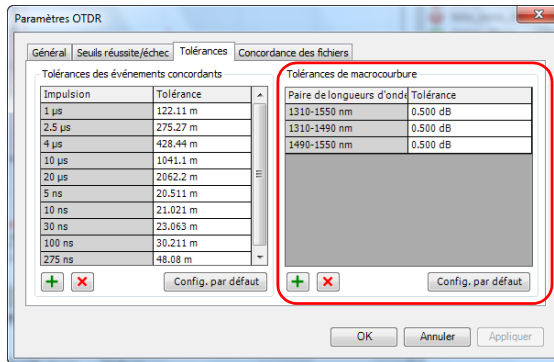 Paramètres OTDR
Général Seuils réussite/échec Tolérances Concordance des fichiers
Tolérances des événements concordants
Impulsion Tolérance
1 µs 122.11 m
2.5 µs 275.27 m
4 µs 428.44 m
10 µs 1041.1 m
20 µs 2062.2 m
5 ns 20.511 m
10 ns 21.021 m
30 ns 23.063 m
100 ns 30.211 m
275 ns 48.08 m
Config. par défaut
Tolérances de macrocourbure
Paire de longueurs d'onde Tolérance
1310-1550 nm 0.500 dB
1310-1490 nm 0.500 dB
1490-1550 nm 0.500 dB
Config. par défaut
OK Annuler Appliquer